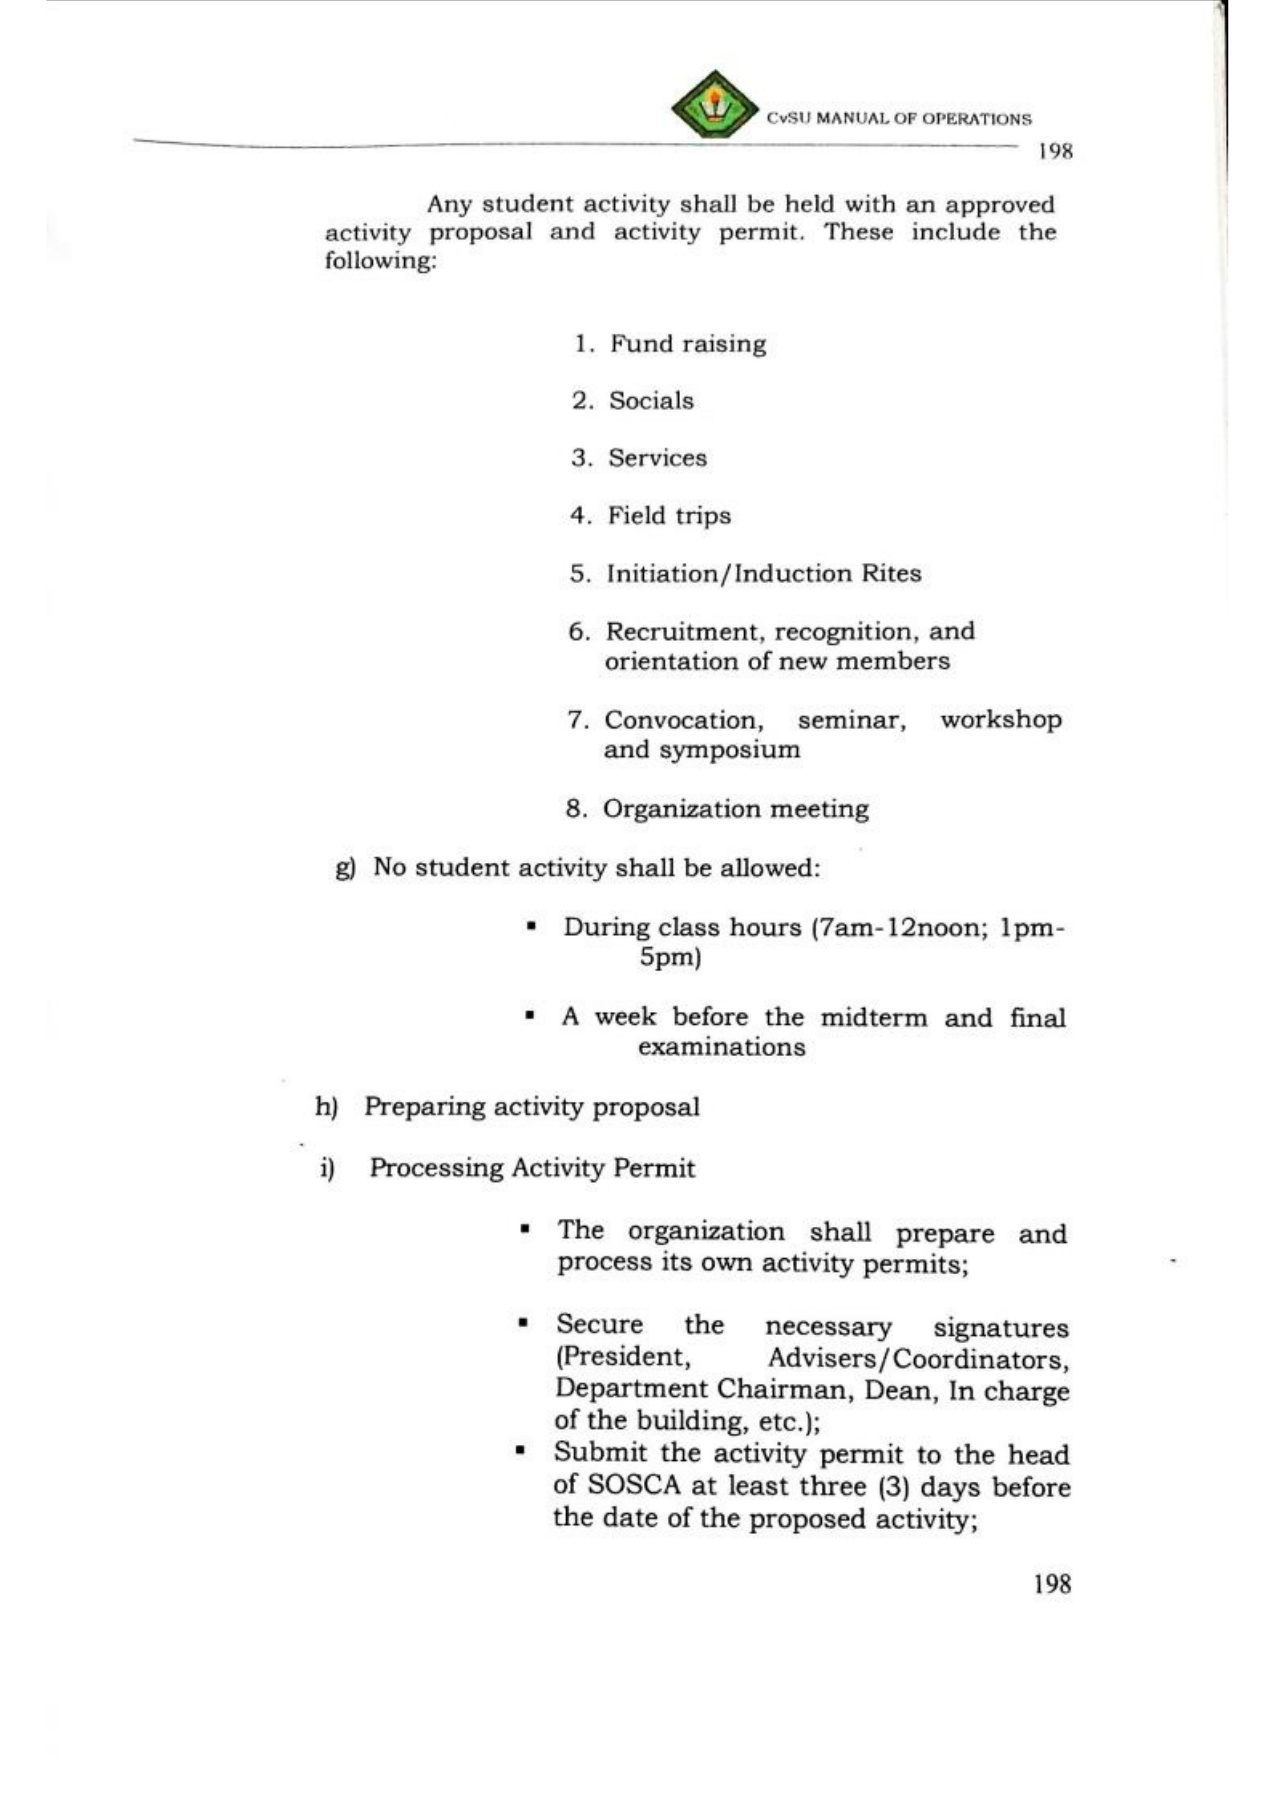 CvSU MANUAL OF OPERATIONS
198
Any student activity shall be held with an approved
activity proposal and activity permit. These include the
following:
1. Fund raising
2. Socials
3. Services
4. Field trips
5. Initiation/Induction Rites
6. Recruitment, recognition, and
orientation of new members
7. Convocation, seminar, workshop
and symposium
8. Organization meeting
g) No student activity shall be allowed:
▪ During class hours (7am-12noon; 1pm-
5pm)
▪ A week before the midterm and final
examinations
h) Preparing activity proposal
i) Processing Activity Permit
▪ The organization shall prepare and
process its own activity permits;
▪ Secure the necessary signatures
(President, Advisers/Coordinators,
Department Chairman, Dean, In charge
of the building, etc.);
▪ Submit the activity permit to the head
of SOSCA at least three (3) days before
the date of the proposed activity;
198